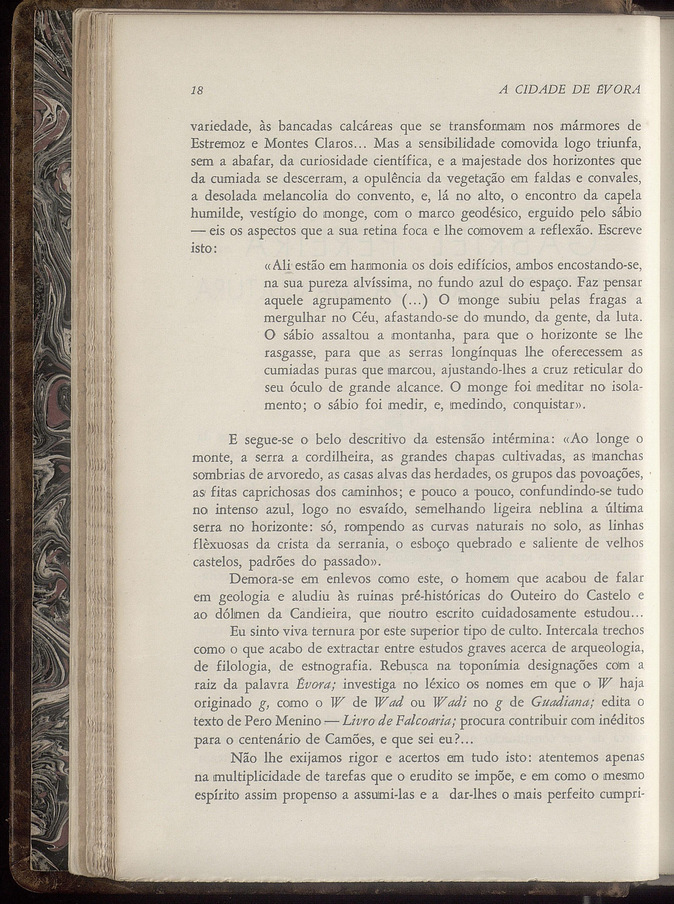 18
A CIDADE DE ÉVORA
variedade, às bancadas calcáreas que se transformam nos mármores de
Estremoz e Montes Claros... Mas a sensibilidade comovida logo triunfa,
sem a abafar, da curiosidade científica, e a majestade dos horizontes que
da cumiada se descerram, a opulência da vegetação em faldas e convales,
a desolada melancolia do convento, e, lá no alto, o encontro da capela
humilde, vestígio do monge, com o marco geodésico, erguido pelo sábio
— eis os aspectos que a sua retina foca e lhe comovem a reflexão. Escreve
isto:
«Ali estão em harmonia os dois edifícios, ambos encostando-se,
na sua pureza alvíssima, no fundo azul do espaço. Faz pensar
aquele agrupamento (...) O monge subiu pelas fragas a
mergulhar no Céu, afastando-se do mundo, da gente, da luta.
O sábio assaltou a montanha, para que o horizonte se lhe
rasgasse, para que as serras longínquas lhe oferecessem as
cumiadas puras que marcou, ajustando-lhes a cruz reticular do
seu óculo de grande alcance. O monge foi meditar no isola-
mento; o sábio foi medir, e, medindo, conquistar».
E segue-se o belo descritivo da estensão intérmina: «Ao longe o
monte, a serra a cordilheira, as grandes chapas cultivadas, as manchas
sombrias de arvoredo, as casas alvas das herdades, os grupos das povoações,
as fitas caprichosas dos caminhos; e pouco a pouco, confundindo-se tudo
no intenso azul, logo no esvaído, semelhando ligeira neblina a última
serra no horizonte: só, rompendo as curvas naturais no solo, as linhas
flèxuosas da crista da serrania, o esboço quebrado e saliente de velhos
castelos, padrões do passado».
Demora-se em enlevos como este, o homem que acabou de falar
em geologia e aludiu às ruinas pré-históricas do Outeiro do Castelo e
ao dólmen da Candieira, que noutro escrito cuidadosamente estudou...
Eu sinto viva ternura por este superior tipo de culto. Intercala trechos
como o que acabo de extractar entre estudos graves acerca de arqueologia,
de filologia, de estnografia. Rebusca na toponímia designações com a
raiz da palavra Évora; investiga no léxico os nomes em que o W haja
originado g, como o W de Wad ou Wadi no g de Guadiana; edita o
texto de Pero Menino — Livro de Falcoaria; procura contribuir com inéditos
para o centenário de Camões, e que sei eu?...
Não lhe exijamos rigor e acertos em tudo isto: atentemos apenas
na multiplicidade de tarefas que o erudito se impõe, e em como o mesmo
espírito assim propenso a assumi-las e a dar-lhes o mais perfeito cumpri-